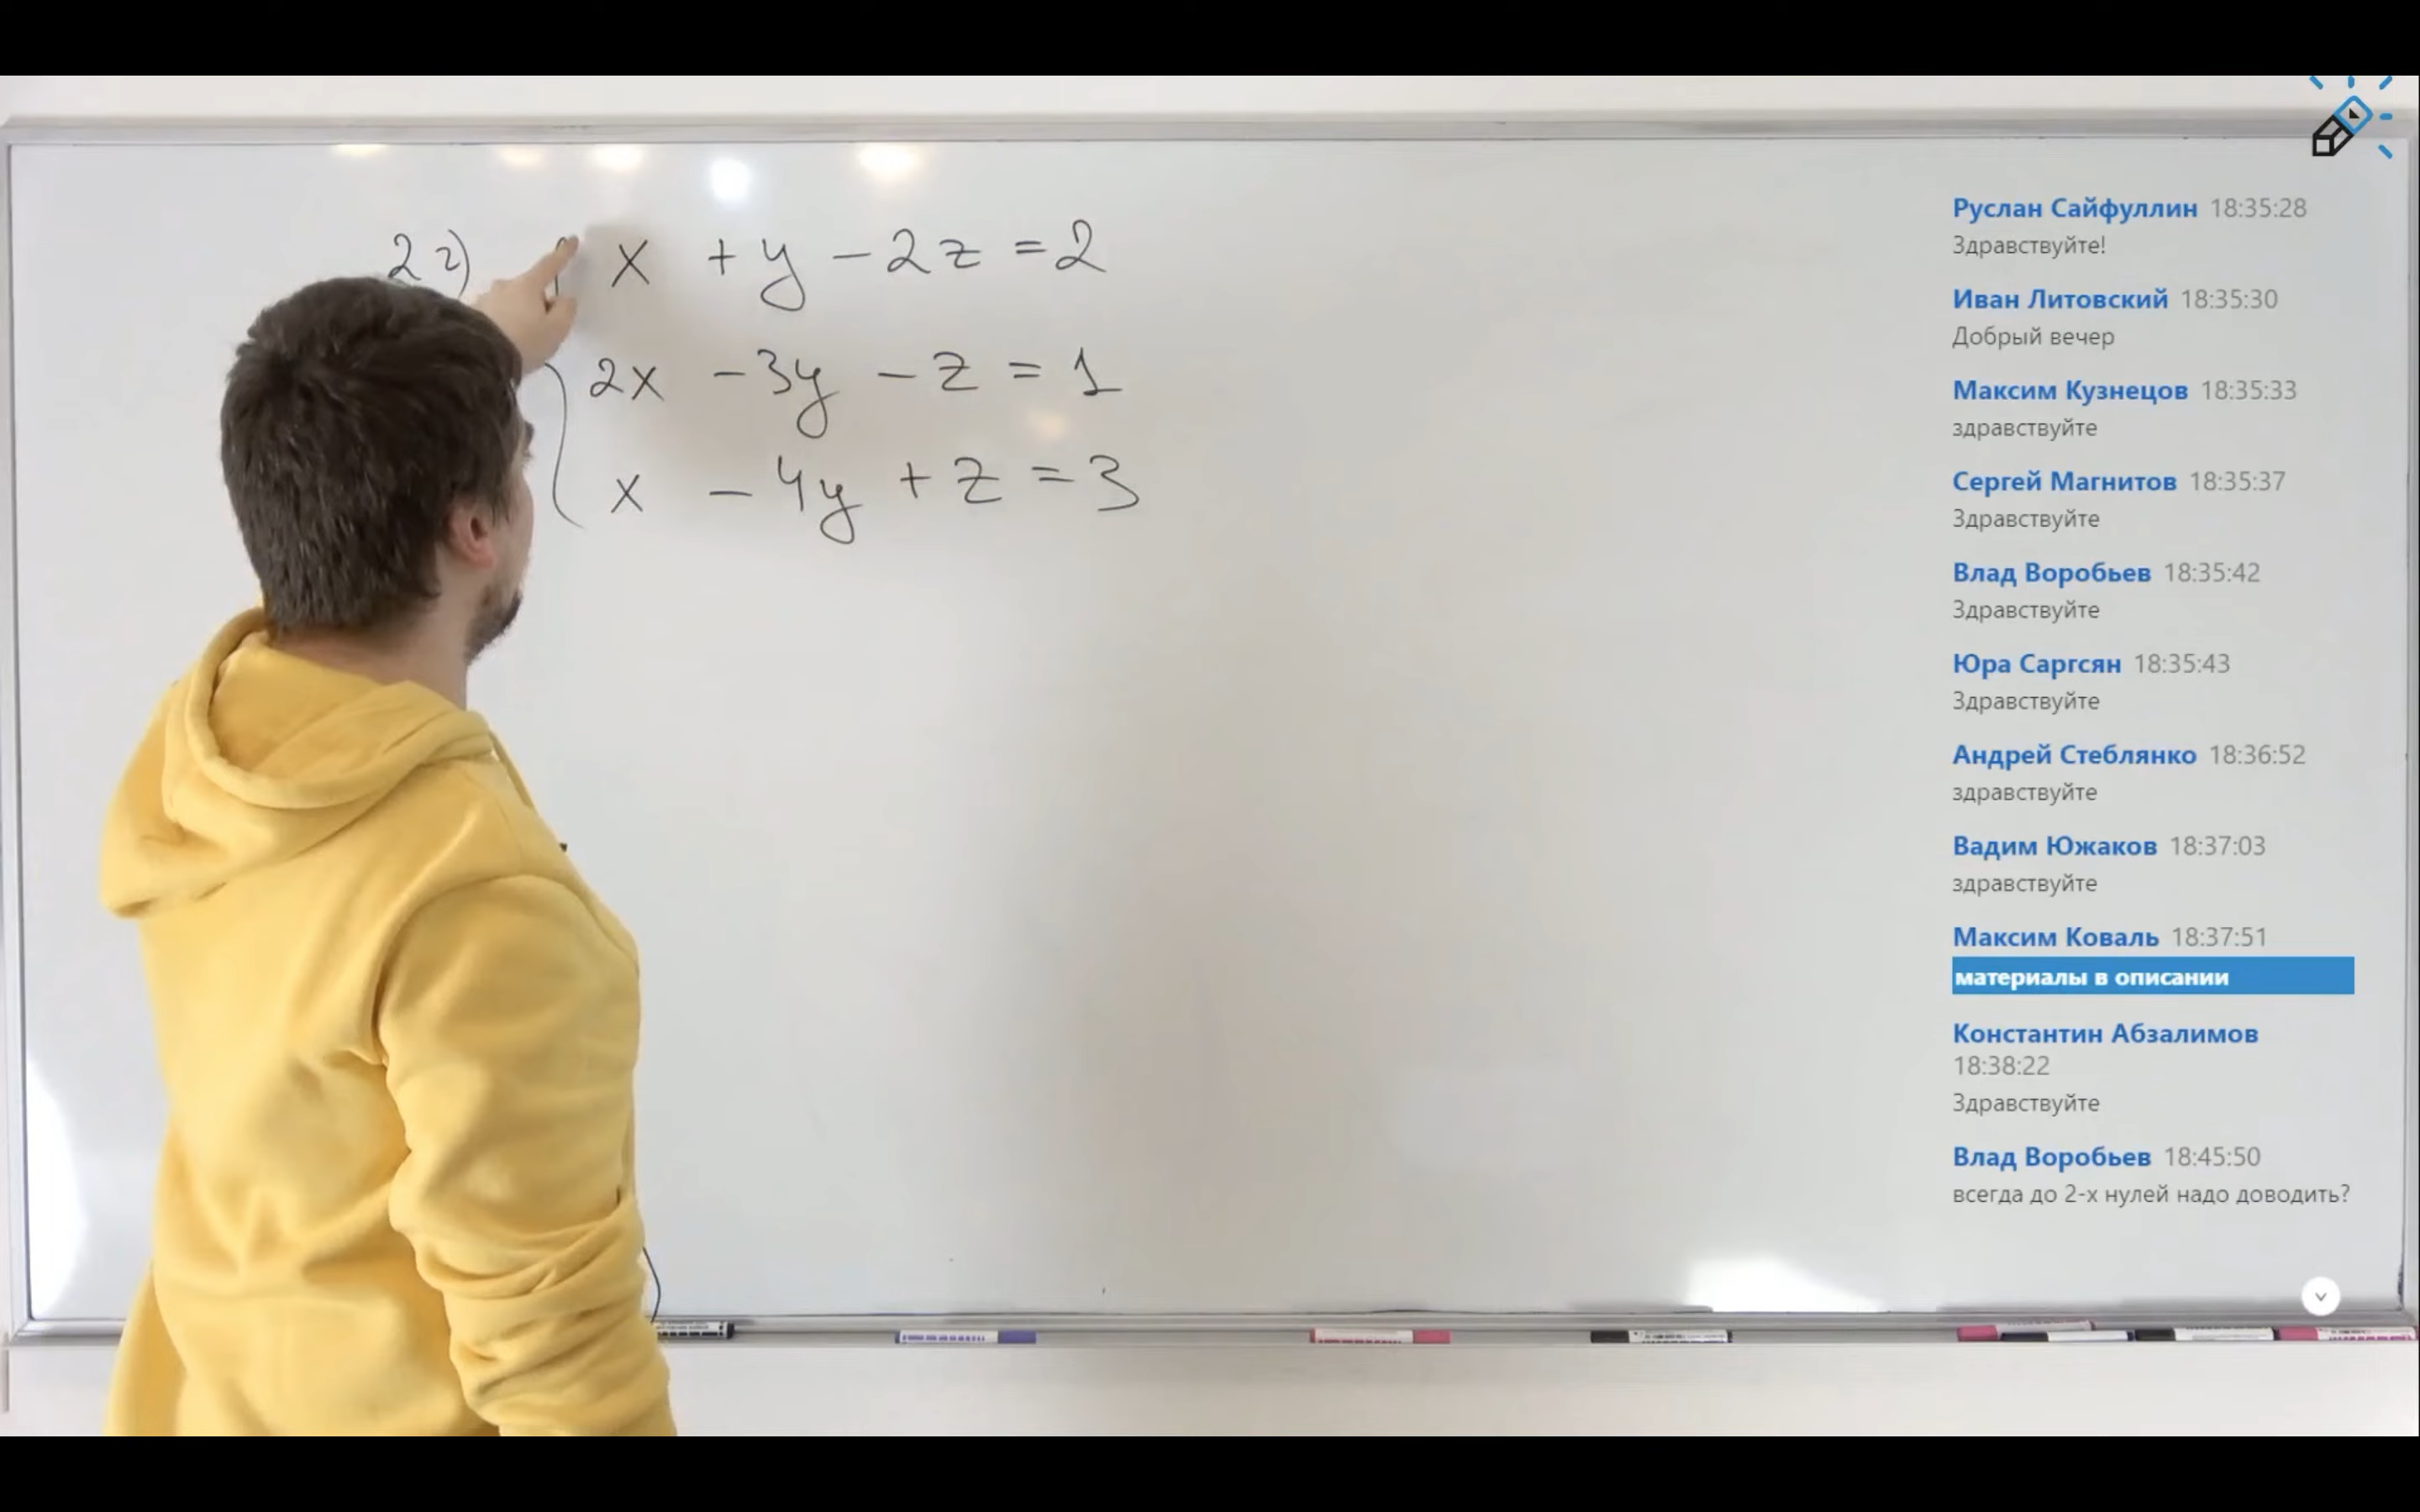 2г) x + y - 2z = 2
2x - 3y - z = 1
x - 4y + z = 3
Руслан Сайфуллин 18:35:28
Здравствуйте!
Иван Литовский 18:35:30
Добрый вечер
Максим Кузнецов 18:35:33
здравствуйте
Сергей Магнитов 18:35:37
Здравствуйте
Влад Воробьев 18:35:42
Здравствуйте
Юра Саргсян 18:35:43
Здравствуйте
Андрей Стеблянко 18:36:52
здравствуйте
Вадим Южаков 18:37:03
здравствуйте
Максим Коваль 18:37:51
материалы в описании
Константин Абзалимов
18:38:22
Здравствуйте
Влад Воробьев 18:45:50
всегда до 2-х нулей надо доводить?